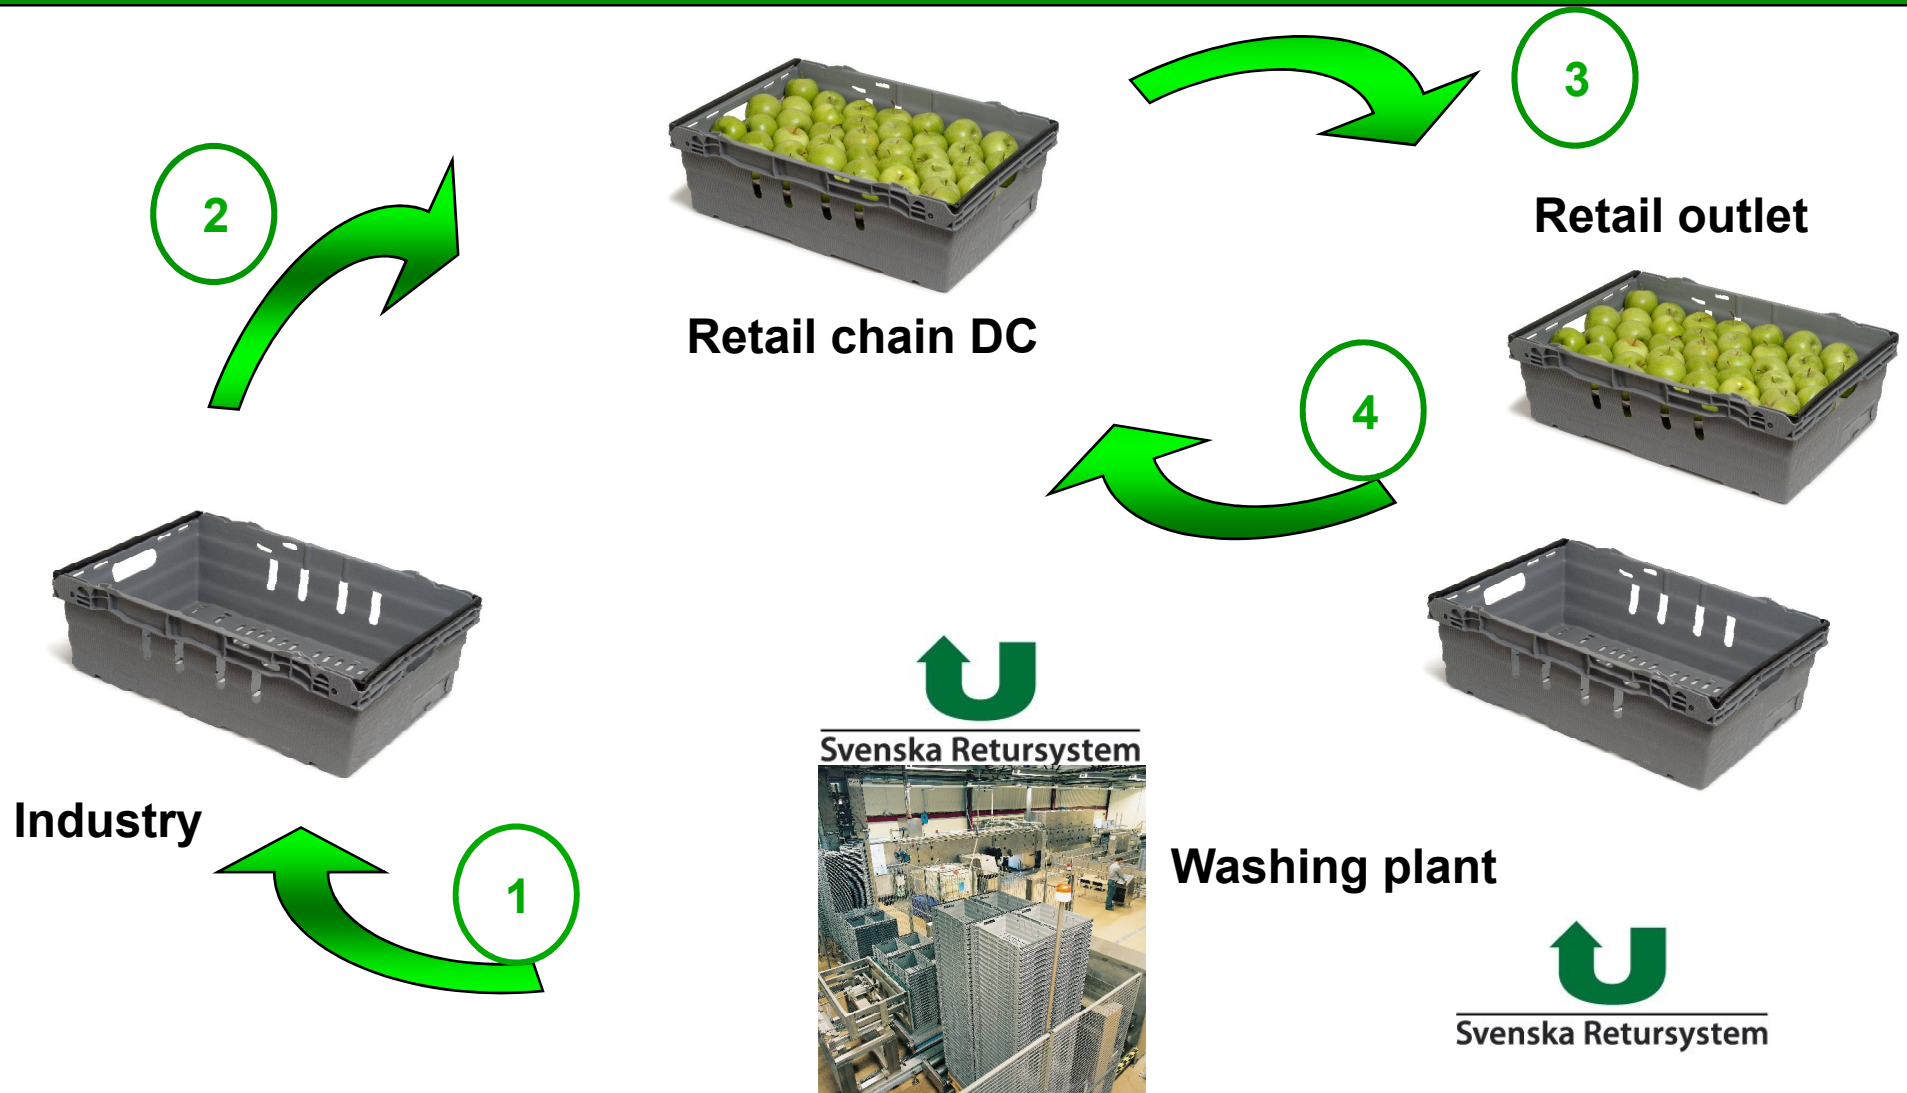 3
2
Retail outlet
Retail chain DC
4
Svenska Retursystem
Industry
Washing plant
1
Svenska Retursystem